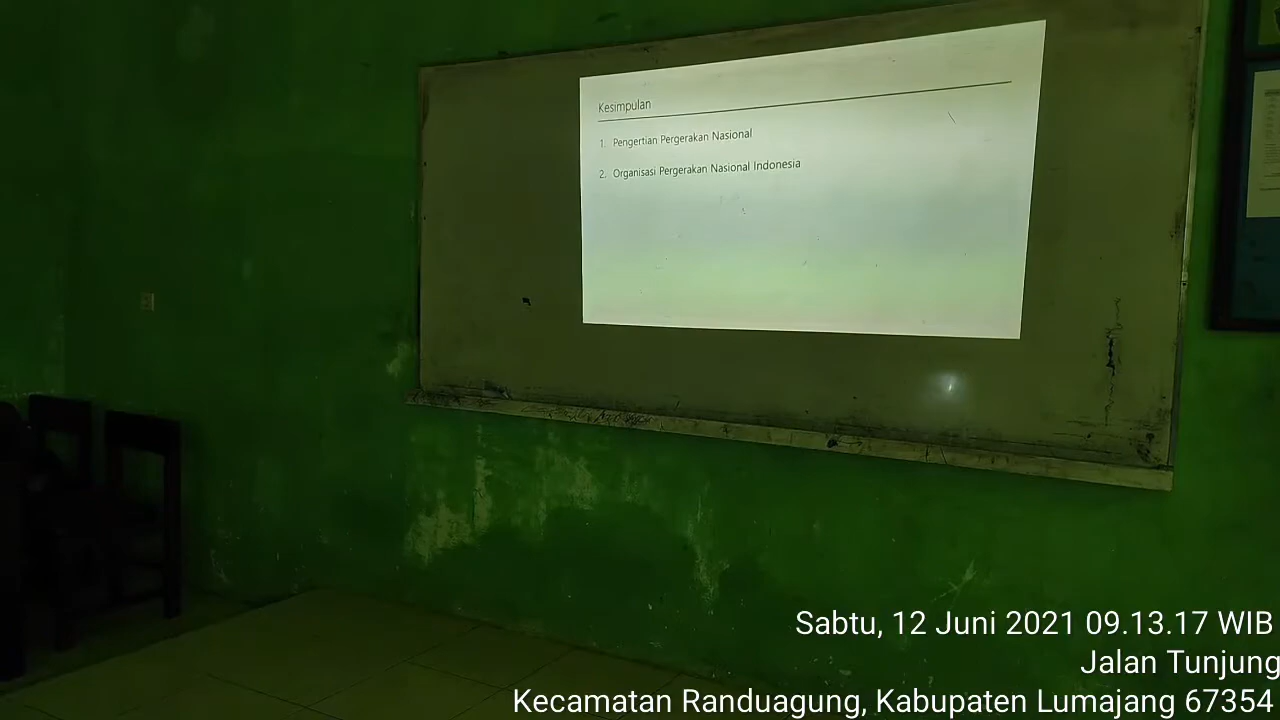 Kesimpulan
1. Pengertian Pergerakan Nasional
2. Organisasi Pergerakan Nasional Indonesia
Sabtu, 12 Juni 2021 09.13.17 WIB
Jalan Tunjung
Kecamatan Randuagung, Kabupaten Lumajang 67354